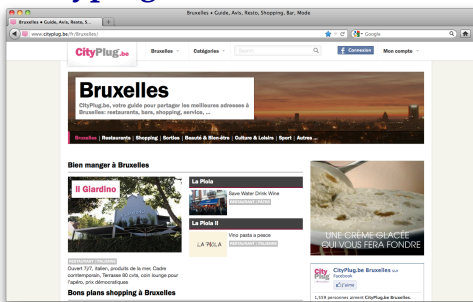 Bruxelles • Guide, Avis, Resto, Shopping, Bar, Mode
Bruxelles • Guide, Avis, Resto, S...
www.cityplug.be/fr/Bruxelles/
Google
CityPlug.be
Bruxelles
Catégories
Search
Connexion
Mon compte
Bruxelles
CityPlug.be, votre guide pour partager les meilleures adresses à
Bruxelles: restaurants, bars, shopping, service, ...
Bruxelles | Restaurants | Shopping | Sorties | Beauté & Bien-être | Culture & Loisirs | Sport | Autres ...
Bien manger à Bruxelles
Il Giardino
RESTAURANT | ITALIENNE
Ouvert 7j/7, italien, produits de la mer, Cadre
contemporain, Terrasse 80 cvts, coin lounge pour
l'apéro, prix démocratiques
La Piola
Save Water Drink Wine
RESTAURANT | PÂTES
La Piola II
LA PIOLA
Vino pasta a pesce
RESTAURANT | ITALIENNE
UNE CRÈME GLACÉE
QUI VOUS FERA FONDRE
City
Plug
CityPlug.be Bruxelles sur
Facebook
J'aime
1,159 personnes aiment CityPlug.be Bruxelles.
Bons plans shopping à Bruxelles